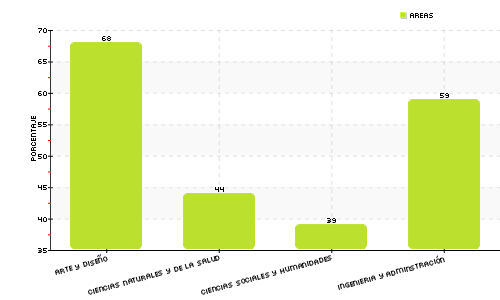 AREAS
70
68
65
60
59
55
50
45
44
40
39
35
PORCENTAJE
ARTE Y DISEÑO
CIENCIAS NATURALES Y DE LA SALUD
CIENCIAS SOCIALES Y HUMANIDADES
INGENIERIA Y ADMINSTRACIÓN